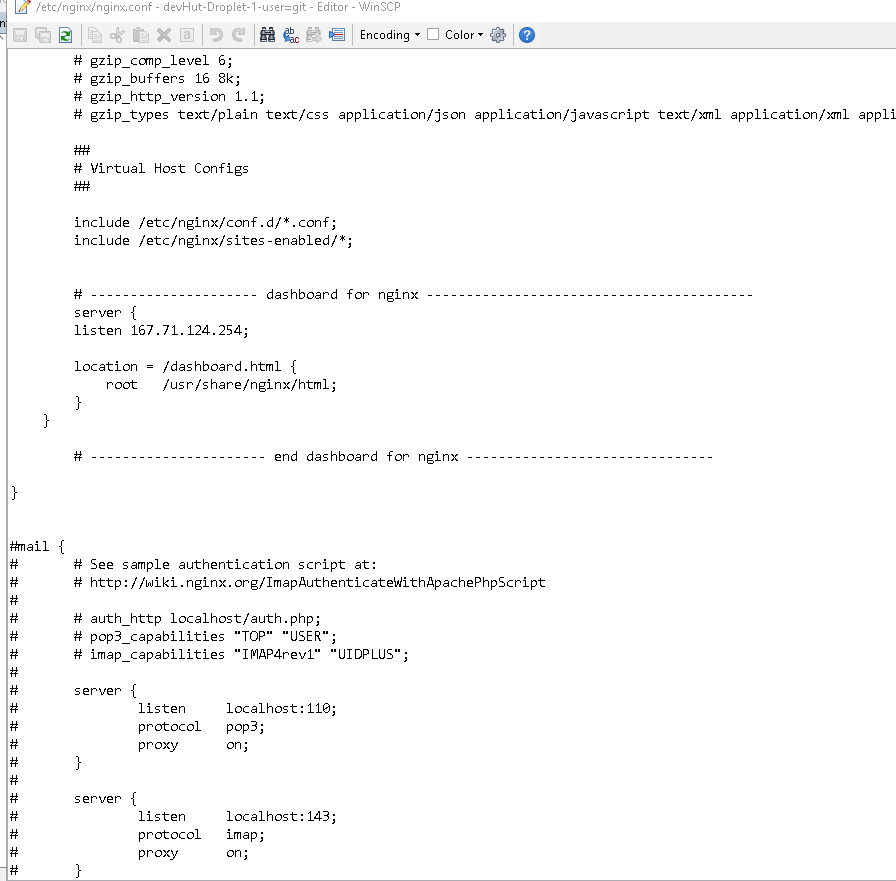 /etc/nginx/nginx.conf - devHut-Droplet-1-user=git - Editor - WinSCP
Encoding Color
# gzip_comp_level 6;
# gzip_buffers 16 8k;
# gzip_http_version 1.1;
# gzip_types text/plain text/css application/json application/javascript text/xml application/xml appli
##
# Virtual Host Configs
##
include /etc/nginx/conf.d/*.conf;
include /etc/nginx/sites-enabled/*;
# --------------------- dashboard for nginx -----------------------------------------
server {
listen 167.71.124.254;
location = /dashboard.html {
root /usr/share/nginx/html;
}
}
# ---------------------- end dashboard for nginx -------------------------------
}
#mail {
# # See sample authentication script at:
# # http://wiki.nginx.org/ImapAuthenticateWithApachePhpScript
#
# # auth_http localhost/auth.php;
# # pop3_capabilities "TOP" "USER";
# # imap_capabilities "IMAP4rev1" "UIDPLUS";
#
# server {
# listen localhost:110;
# protocol pop3;
# proxy on;
# }
#
# server {
# listen localhost:143;
# protocol imap;
# proxy on;
# }